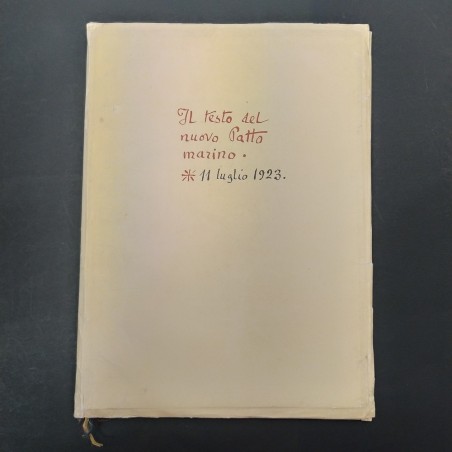 Il testo del
nuovo Patto
marino.
11 luglio 1923.